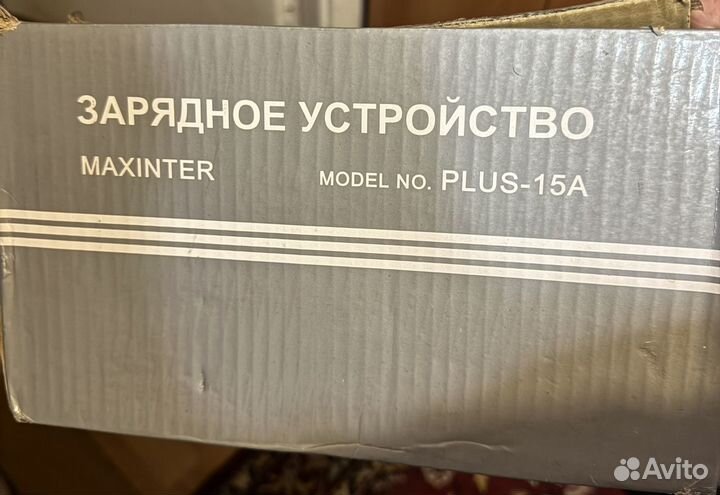 ЗАРЯДНОЕ УСТРОЙСТВО
MAXINTER MODEL NO. PLUS-15A
Avito